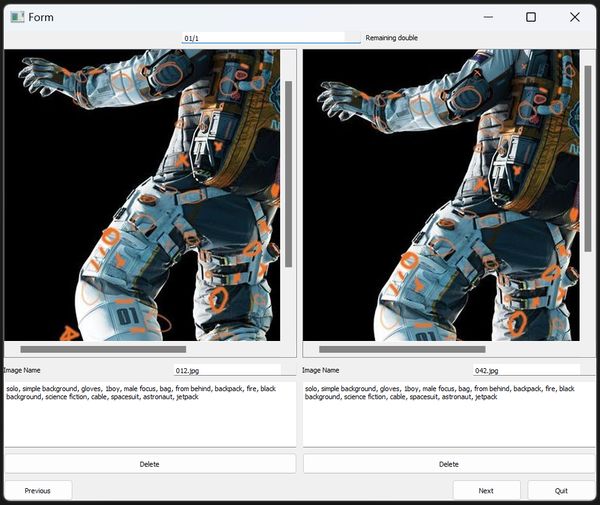 Form
01/1
Remaining double
Image Name
012.jpg
Image Name
042.jpg
solo, simple background, gloves, 1boy, male focus, bag, from behind, backpack, fire, black
background, science fiction, cable, spacesuit, astronaut, jetpack
solo, simple background, gloves, 1boy, male focus, bag, from behind, backpack, fire, black
background, science fiction, cable, spacesuit, astronaut, jetpack
Delete
Delete
Previous
Next
Quit